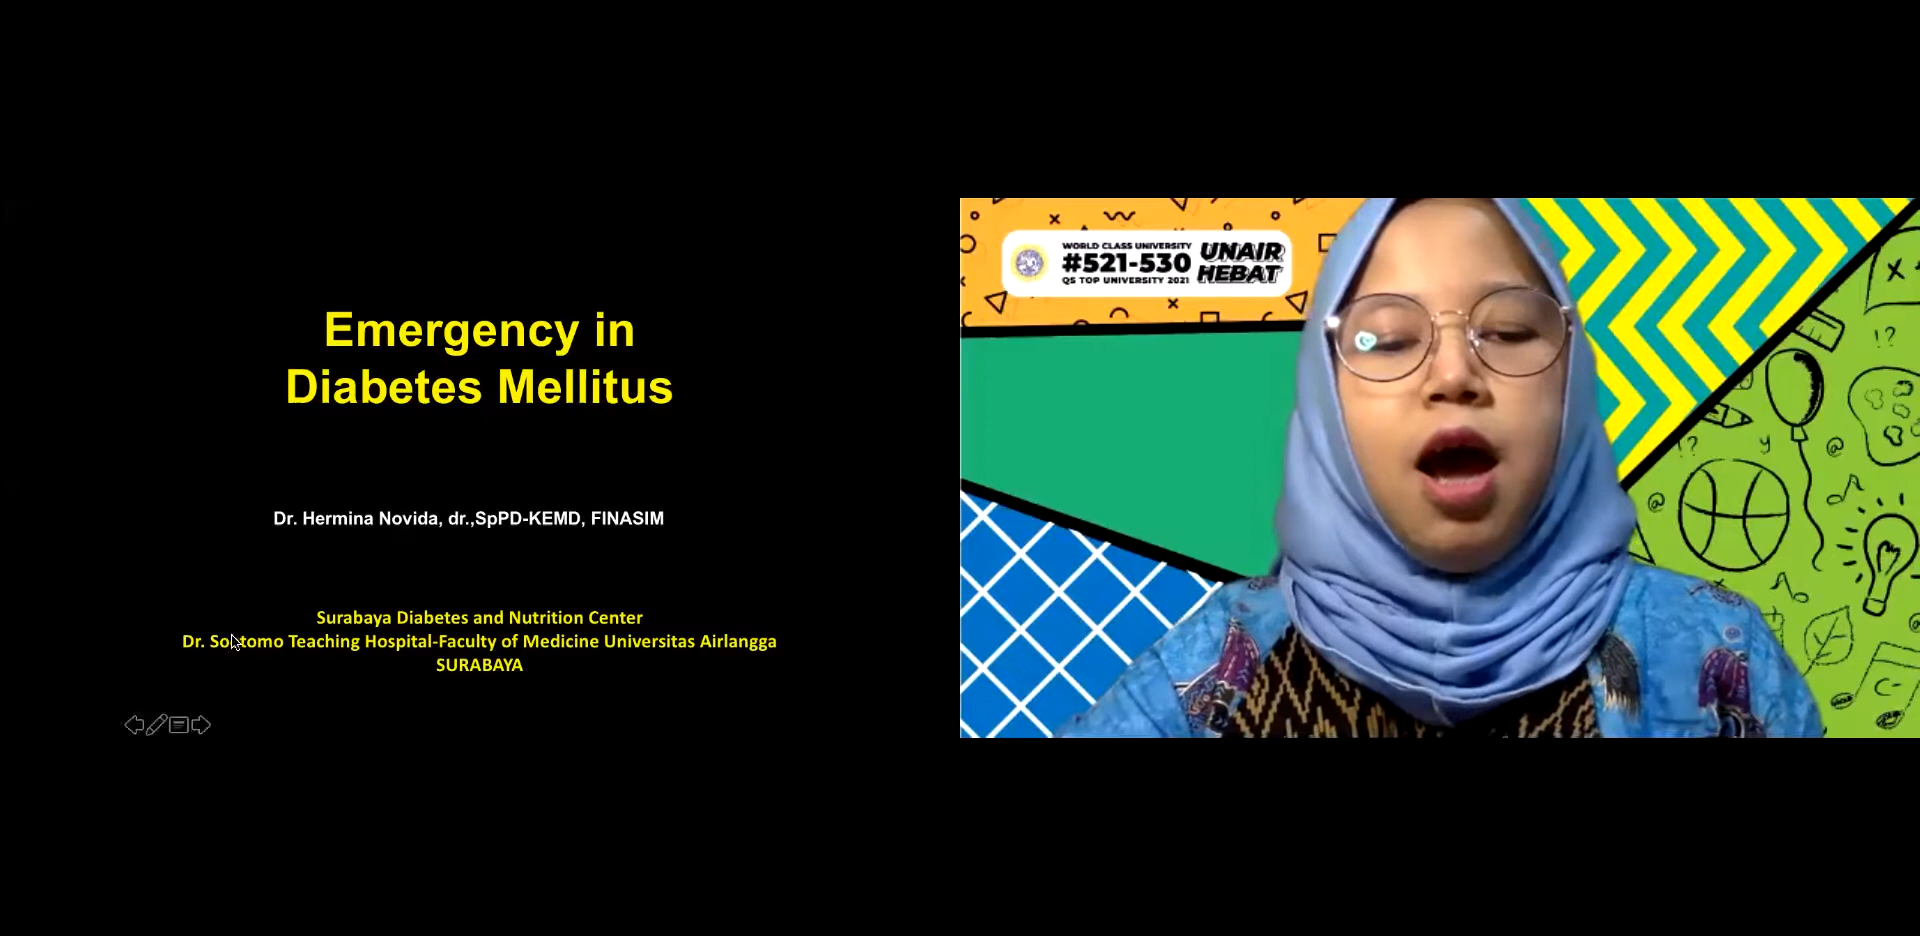 Emergency in
Diabetes Mellitus
Dr. Hermina Novida, dr.,SpPD-KEMD, FINASIM
Surabaya Diabetes and Nutrition Center
Dr. Soetomo Teaching Hospital-Faculty of Medicine Universitas Airlangga
SURABAYA
WORLD CLASS UNIVERSITY
#521-530
QS TOP UNIVERSITY 2021
UNAIR
HEBAT